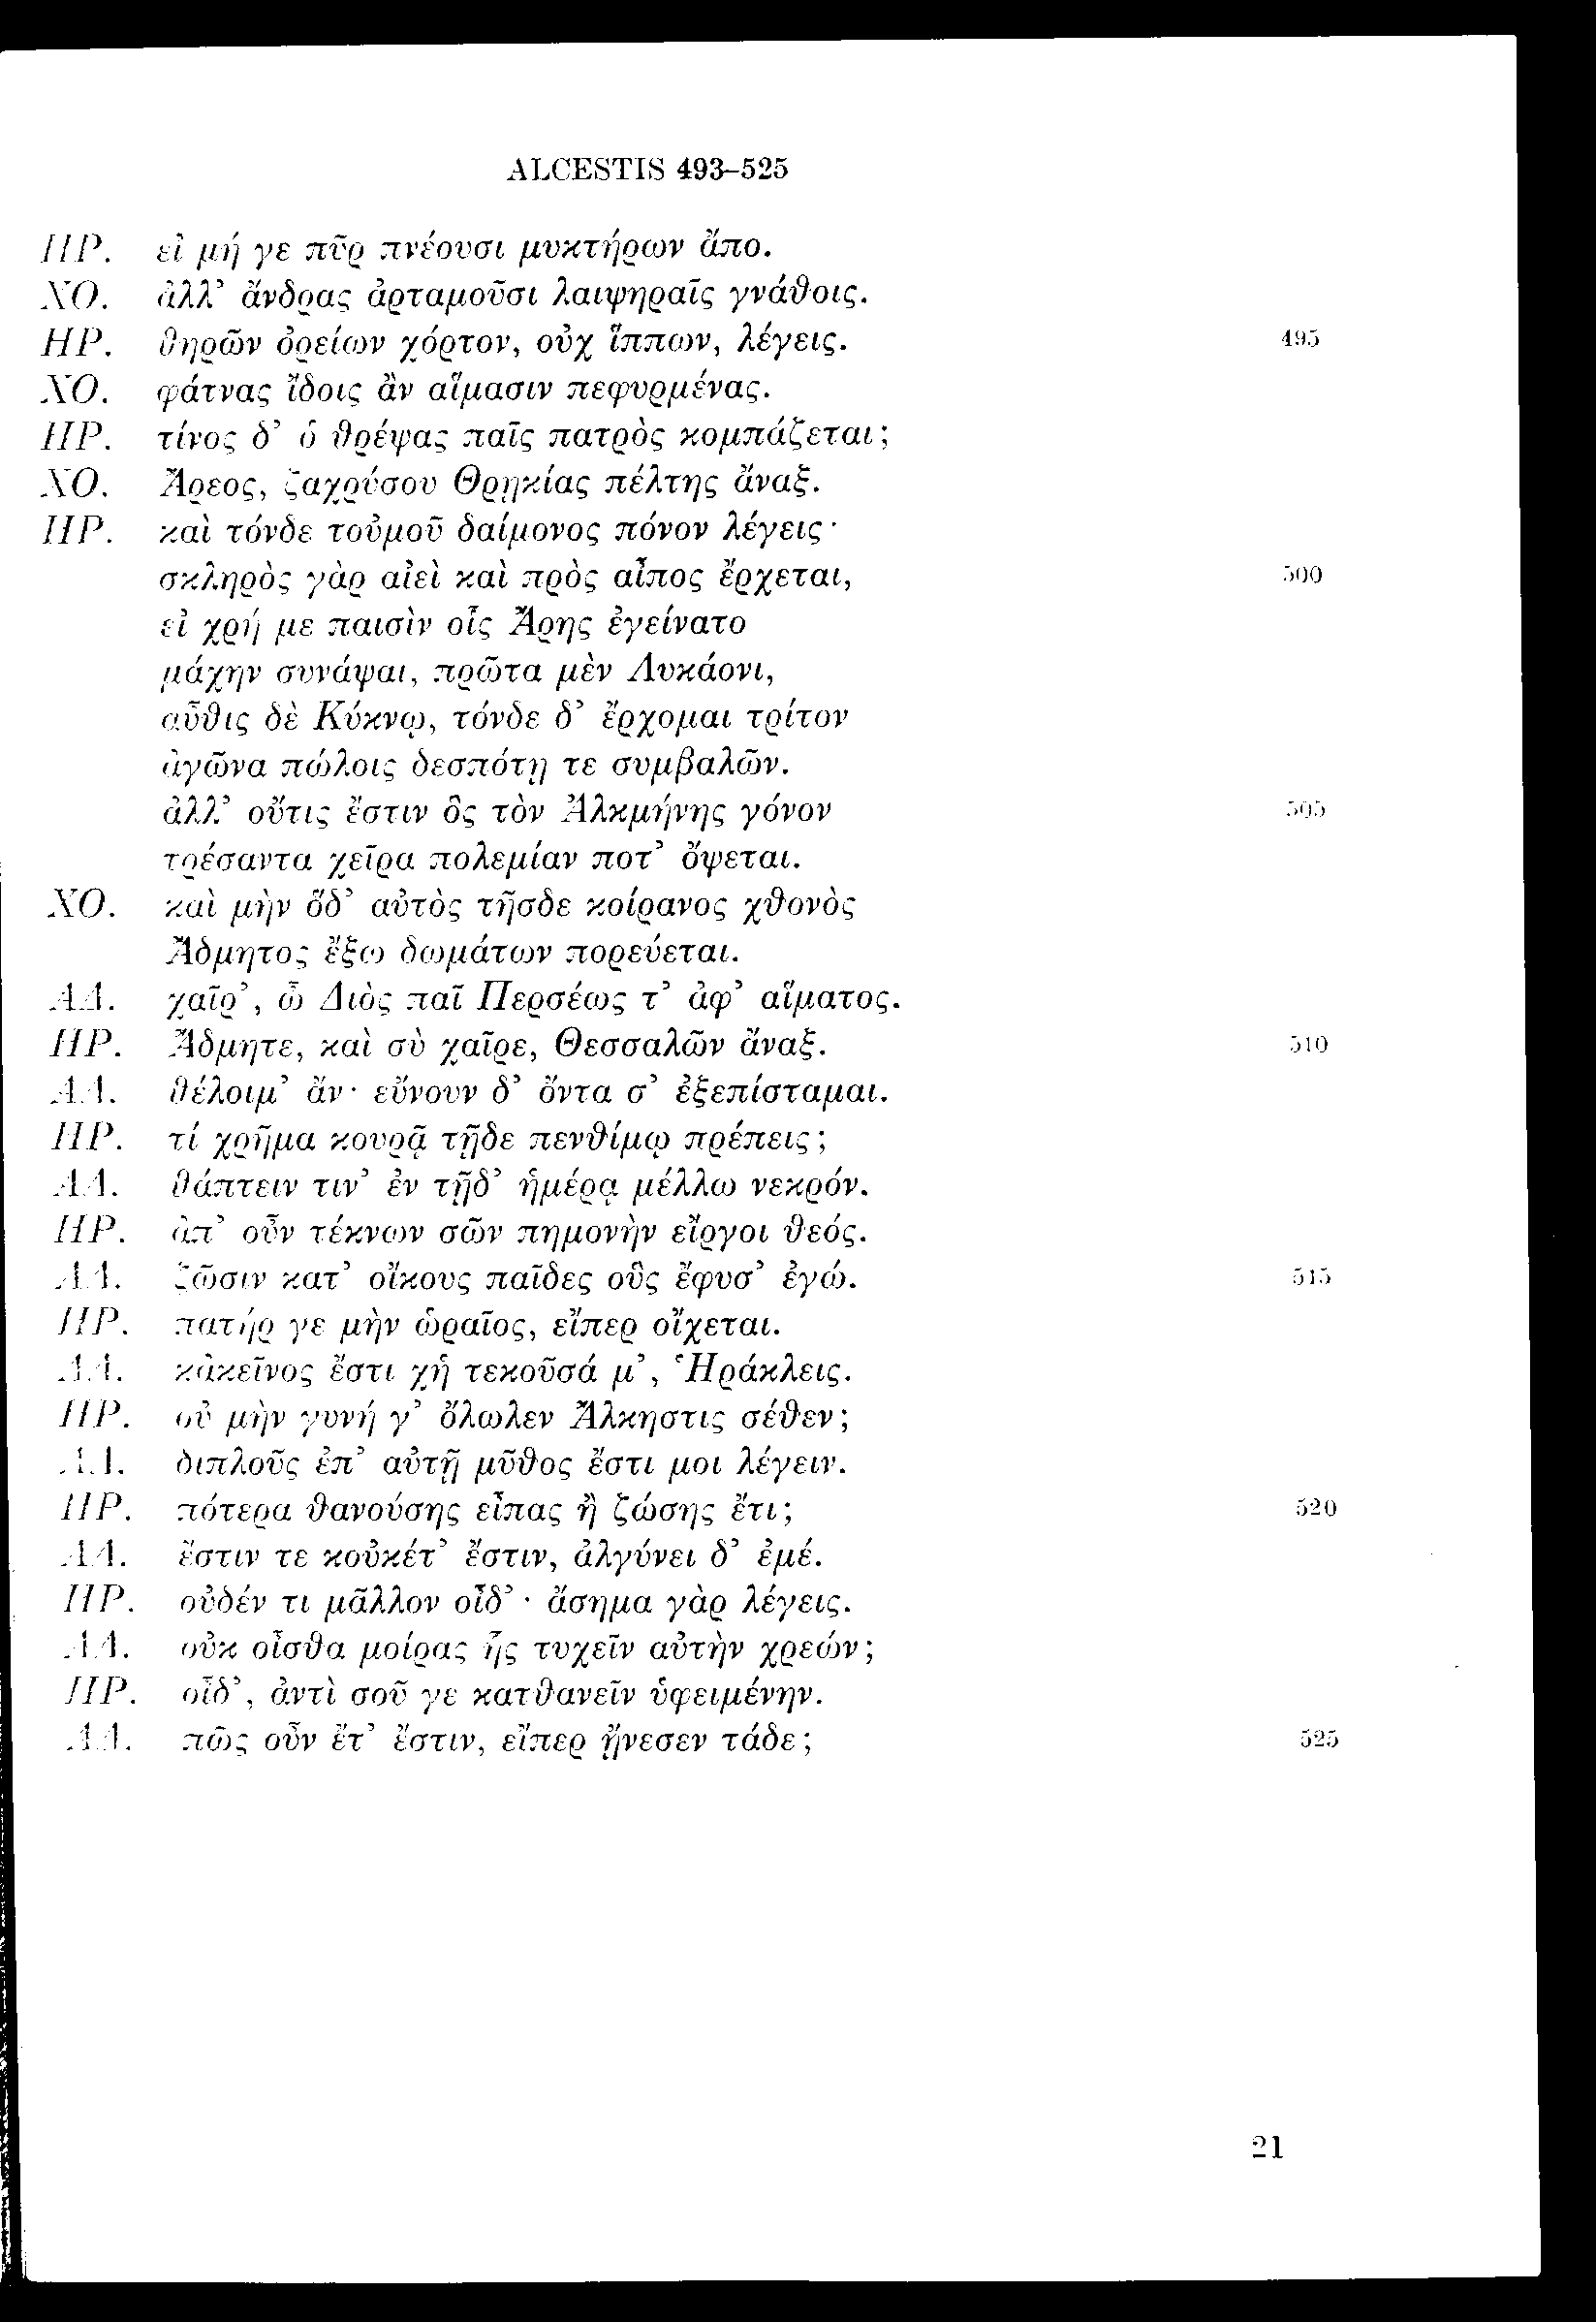 ALCESTIS 493–525
ΗΡ. εἰ μή γε πῦρ πνέουσι μυκτήρων ἄπο.
ΧΟ. ἀλλ’ ἄνδρας ἀρταμοῦσι λαιψηραῖς γνάθοις.
ΗΡ. θηρῶν ὀρείων χόρτον, οὐχ ἵππων, λέγεις. 495
ΧΟ. φάτνας ἴδοις ἂν αἵμασιν πεφυρμένας.
ΗΡ. τίνος δ’ ὁ θρέψας παῖς πατρὸς κομπάζεται;
ΧΟ. Ἄρεος, ζαχρύσου Θρῃκίας πέλτης ἄναξ.
ΗΡ. καὶ τόνδε τοὐμοῦ δαίμονος πόνον λέγεις·
σκληρὸς γὰρ αἰεὶ καὶ πρὸς αἶπος ἔρχεται, 500
εἰ χρή με παισὶν οἷς Ἄρης ἐγείνατο
μάχην συνάψαι, πρῶτα μὲν Λυκάονι,
αὖθις δὲ Κύκνῳ, τόνδε δ’ ἔρχομαι τρίτον
ἀγῶνα πώλοις δεσπότῃ τε συμβαλῶν.
ἀλλ’ οὔτις ἔστιν ὃς τὸν Ἀλκμήνης γόνον 505
τρέσαντα χεῖρα πολεμίαν ποτ’ ὄψεται.
ΧΟ. καὶ μὴν ὅδ’ αὐτὸς τῆσδε κοίρανος χθονὸς
Ἄδμητος ἔξω δωμάτων πορεύεται.
ΑΔ. χαῖρ’, ὦ Διὸς παῖ Περσέως τ’ ἀφ’ αἵματος.
ΗΡ. Ἄδμητε, καὶ σὺ χαῖρε, Θεσσαλῶν ἄναξ. 510
ΑΔ. θέλοιμ’ ἄν· εὔνουν δ’ ὄντα σ’ ἐξεπίσταμαι.
ΗΡ. τί χρῆμα κουρᾷ τῇδε πενθίμῳ πρέπεις;
ΑΔ. θάπτειν τιν’ ἐν τῇδ’ ἡμέρᾳ μέλλω νεκρόν.
ΗΡ. ἀπ’ οὖν τέκνων σῶν πημονὴν εἴργοι θεός.
ΑΔ. ζῶσιν κατ’ οἴκους παῖδες οὓς ἔφυσ’ ἐγώ. 515
ΗΡ. πατήρ γε μὴν ὡραῖος, εἴπερ οἴχεται.
ΑΔ. κἀκεῖνος ἔστι χἠ τεκοῦσά μ’, Ἡράκλεις.
ΗΡ. οὐ μὴν γυνή γ’ ὄλωλεν Ἄλκηστις σέθεν;
ΑΔ. διπλοῦς ἐπ’ αὐτῇ μῦθος ἔστι μοι λέγειν.
ΗΡ. πότερα θανούσης εἶπας ἢ ζώσης ἔτι; 520
ΑΔ. ἔστιν τε κοὐκέτ’ ἔστιν, ἀλγύνει δ’ ἐμέ.
ΗΡ. οὐδέν τι μᾶλλον οἶδ’· ἄσημα γὰρ λέγεις.
ΑΔ. οὐκ οἶσθα μοίρας ἧς τυχεῖν αὐτὴν χρεών;
ΗΡ. οἶδ’, ἀντὶ σοῦ γε κατθανεῖν ὑφειμένην.
ΑΔ. πῶς οὖν ἔτ’ ἔστιν, εἴπερ ᾔνεσεν τάδε; 525
21